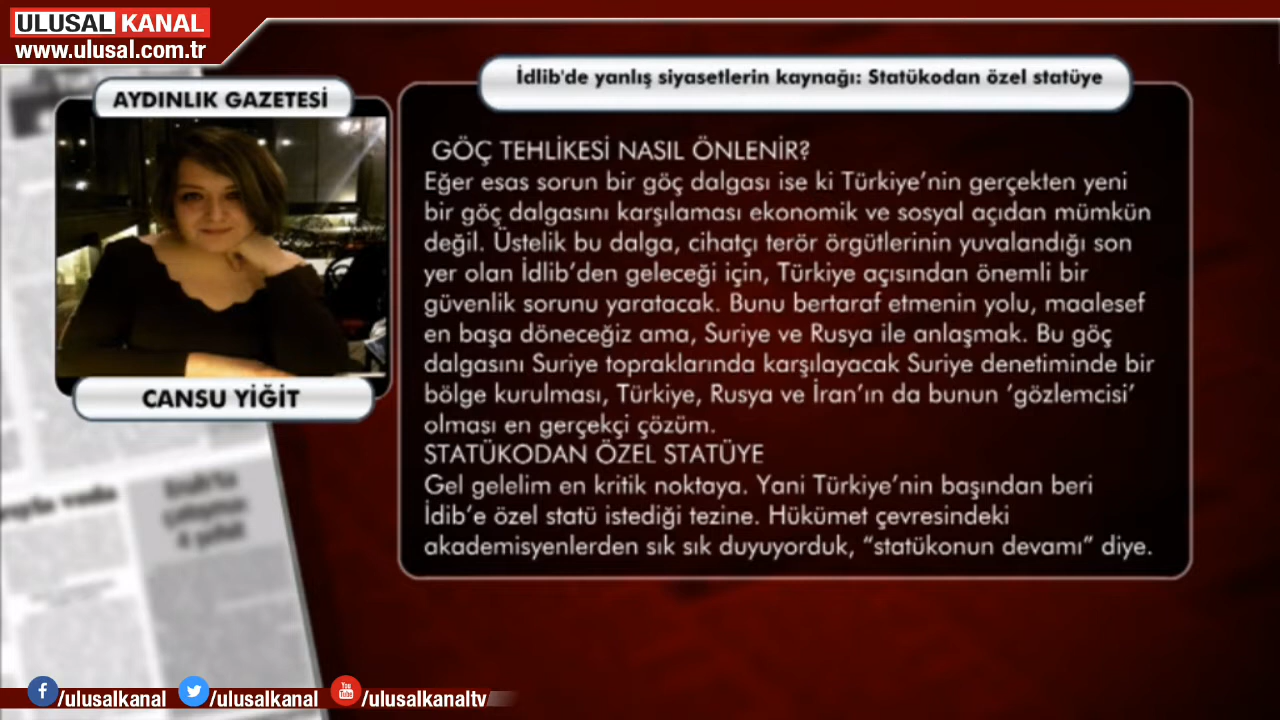 ULUSAL KANAL
www.ulusal.com.tr
AYDINLIK GAZETESİ
CANSU YİĞİT
İdlib'de yanlış siyasetlerin kaynağı: Statükodan özel statüye
GÖÇ TEHLİKESİ NASIL ÖNLENİR?
Eğer esas sorun bir göç dalgası ise ki Türkiye’nin gerçekten yeni
bir göç dalgasını karşılaması ekonomik ve sosyal açıdan mümkün
değil. Üstelik bu dalga, cihatçı terör örgütlerinin yuvalandığı son
yer olan İdlib’den geleceği için, Türkiye açısından önemli bir
güvenlik sorunu yaratacak. Bunu bertaraf etmenin yolu, maalesef
en başa döneceğiz ama, Suriye ve Rusya ile anlaşmak. Bu göç
dalgasını Suriye topraklarında karşılayacak Suriye denetiminde bir
bölge kurulması, Türkiye, Rusya ve İran’ın da bunun ‘gözlemcisi’
olması en gerçekçi çözüm.
STATÜKODAN ÖZEL STATÜYE
Gel gelelim en kritik noktaya. Yani Türkiye’nin başından beri
İdib’e özel statü istediği tezine. Hükümet çevresindeki
akademisyenlerden sık sık duyuyorduk, “statükonun devamı” diye.
/ulusalkanal
/ulusalkanal
You Tube
/ulusalkanaltv